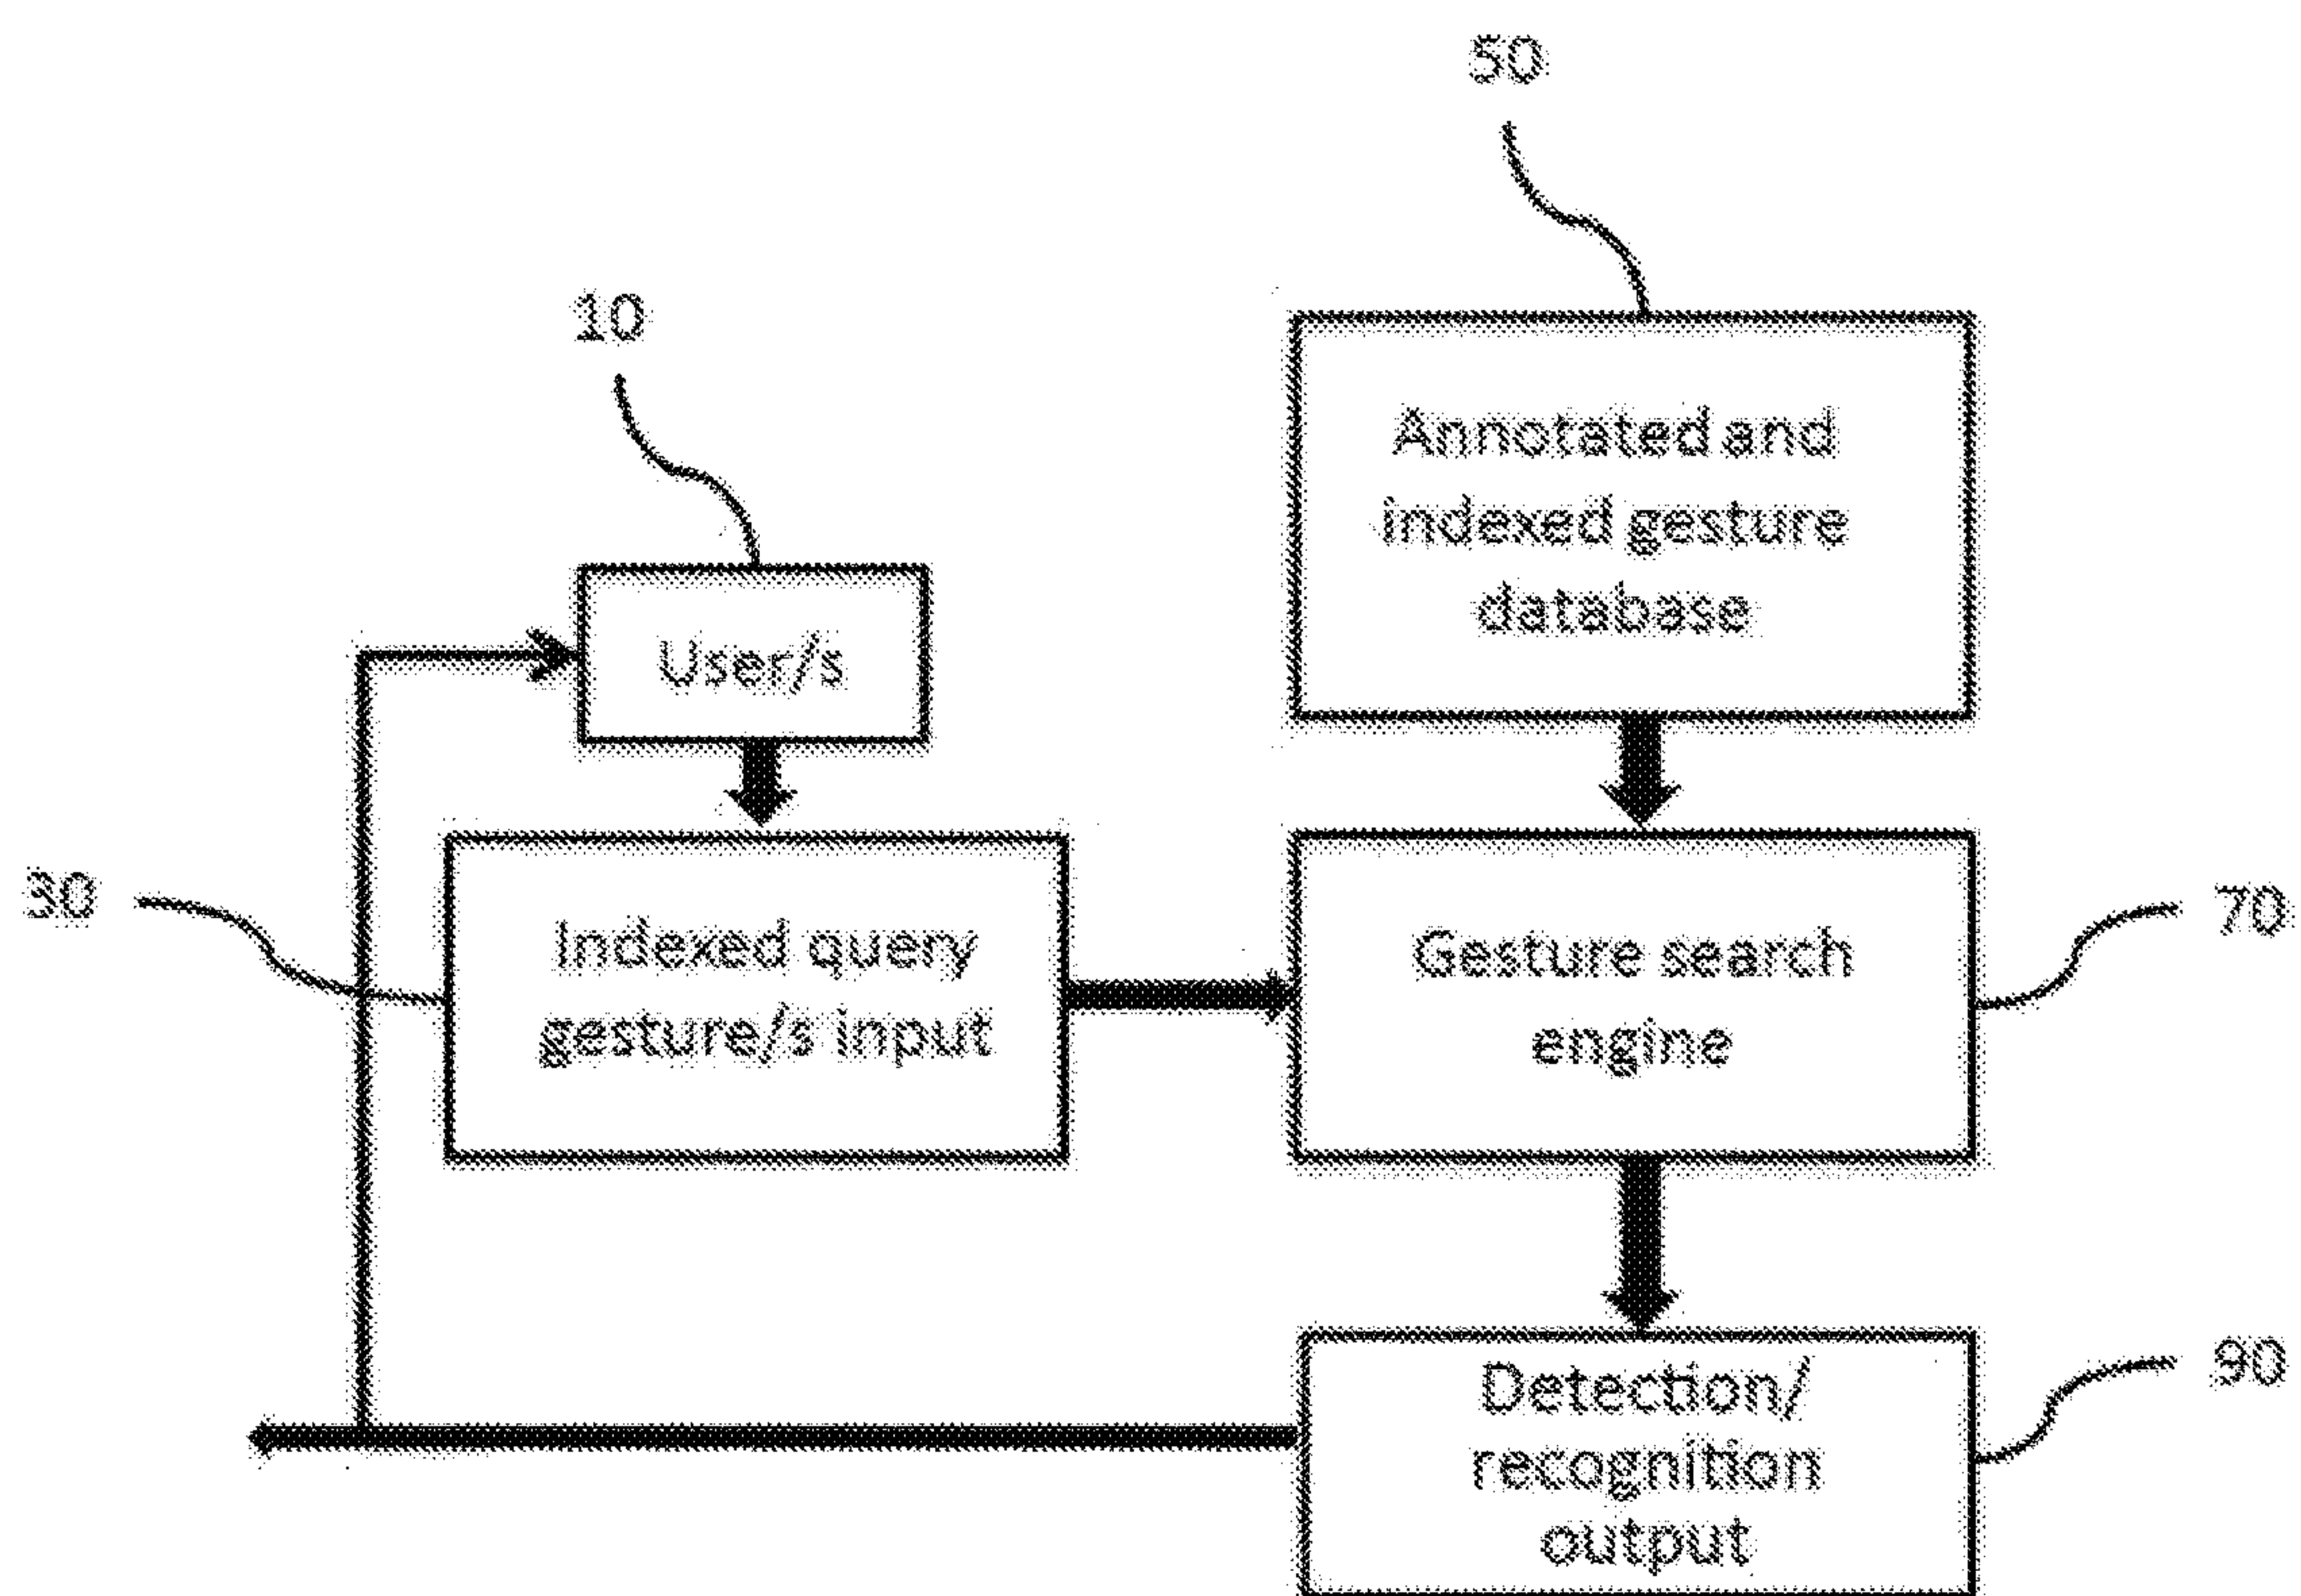 50
10
Annotated and
indexed gesture
database
User/s
30
Indexed query
gesture/s input
Gesture search
engine
70
Detection/
recognition
output
90